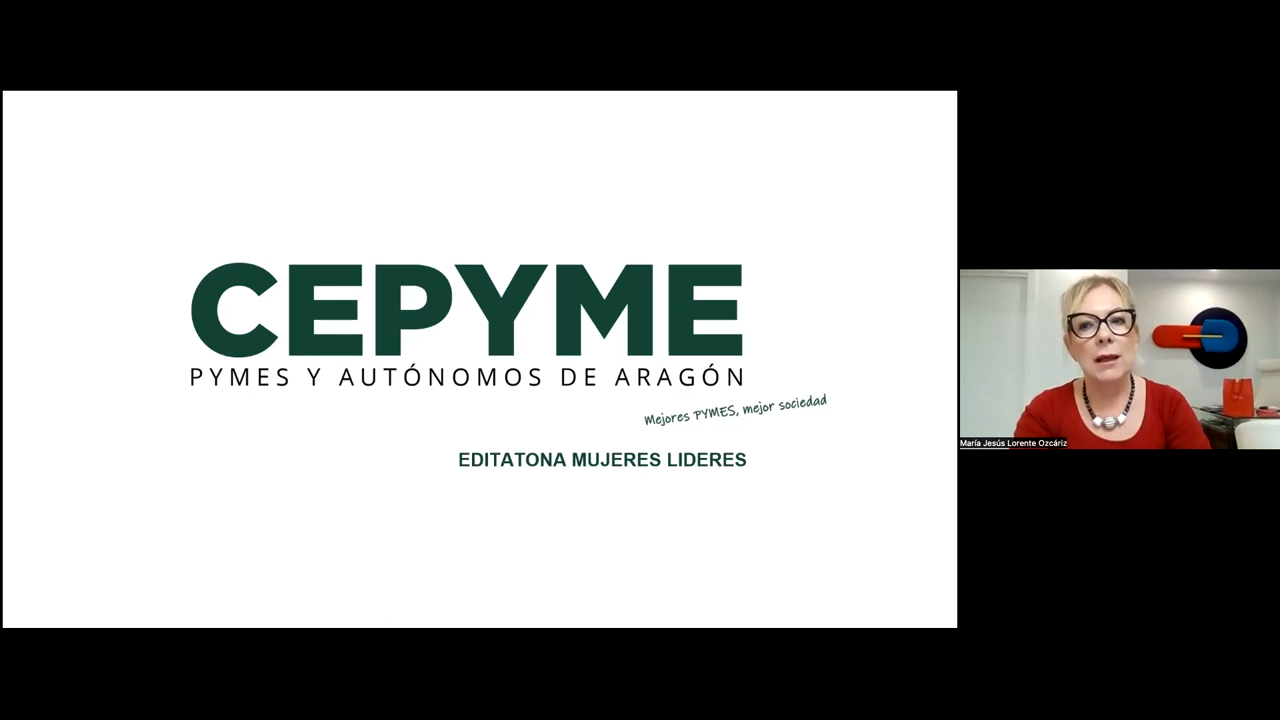 CEPYME
PYMES Y AUTÓNOMOS DE ARAGÓN
Mejores PYMES, mejor sociedad
EDITATONA MUJERES LIDERES
María Jesús Lorente Ozcáriz